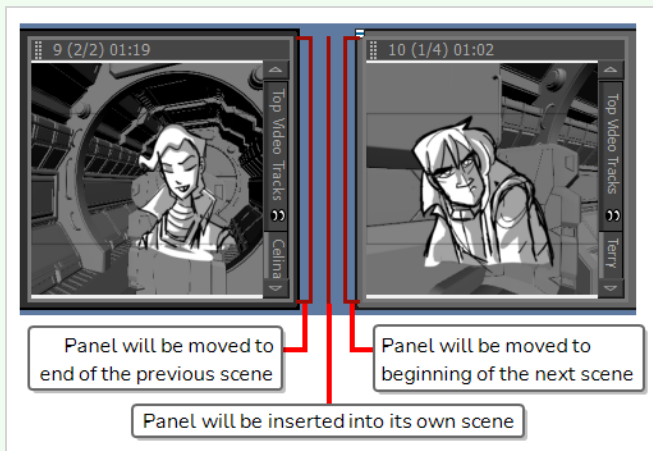 9 (2/2) 01:19
Top Video Tracks
Celina
10 (1/4) 01:02
Top Video Tracks
Terry
Panel will be moved to
end of the previous scene
Panel will be moved to
beginning of the next scene
Panel will be inserted into its own scene